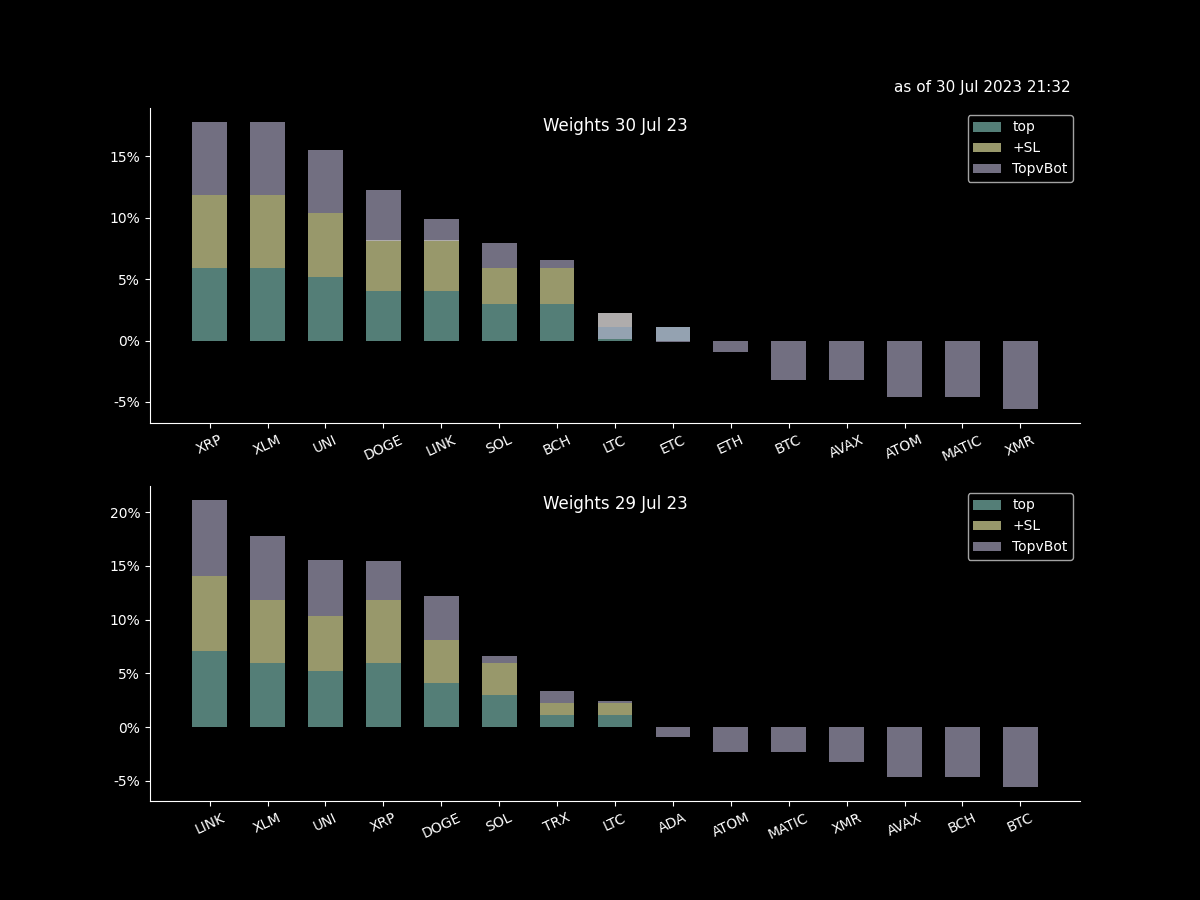 as of 30 Jul 2023 21:32
Weights 30 Jul 23
top
+SL
TopvBot
15%
10%
5%
0%
-5%
XRP XLM UNI DOGE LINK SOL BCH LTC ETC ETH BTC AVAX ATOM MATIC XMR
Weights 29 Jul 23
top
+SL
TopvBot
20%
15%
10%
5%
0%
-5%
LINK XLM UNI XRP DOGE SOL TRX LTC ADA ATOM MATIC XMR AVAX BCH BTC